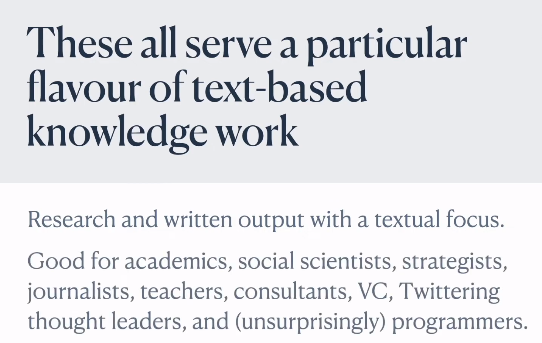 These all serve a particular
flavour of text-based
knowledge work
Research and written output with a textual focus.
Good for academics, social scientists, strategists,
journalists, teachers, consultants, VC, Twittering
thought leaders, and (unsurprisingly) programmers.